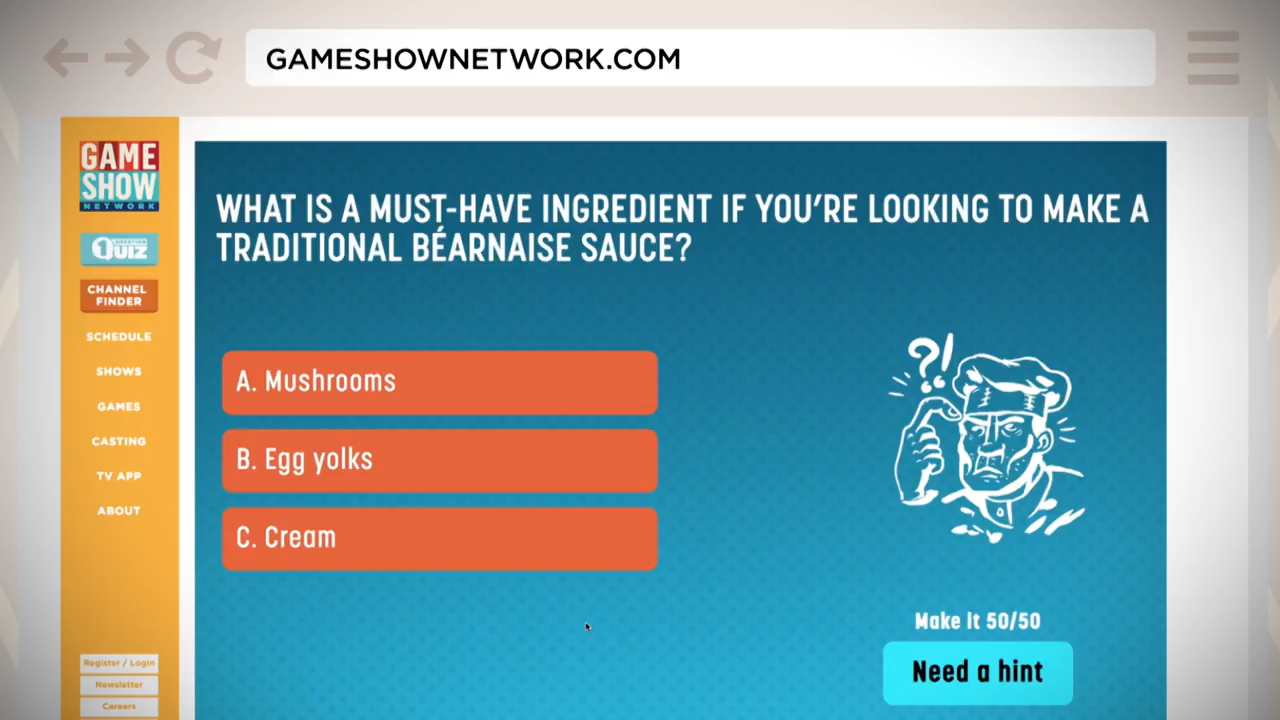 GAMESHOWNETWORK.COM
GAME
SHOW
NETWORK
1 QUESTION
QUIZ
CHANNEL
FINDER
SCHEDULE
SHOWS
GAMES
CASTING
TV APP
ABOUT
Register / Login
Newsletter
Careers
WHAT IS A MUST-HAVE INGREDIENT IF YOU'RE LOOKING TO MAKE A
TRADITIONAL BÉARNAISE SAUCE?
A. Mushrooms
B. Egg yolks
C. Cream
?!
Make it 50/50
Need a hint